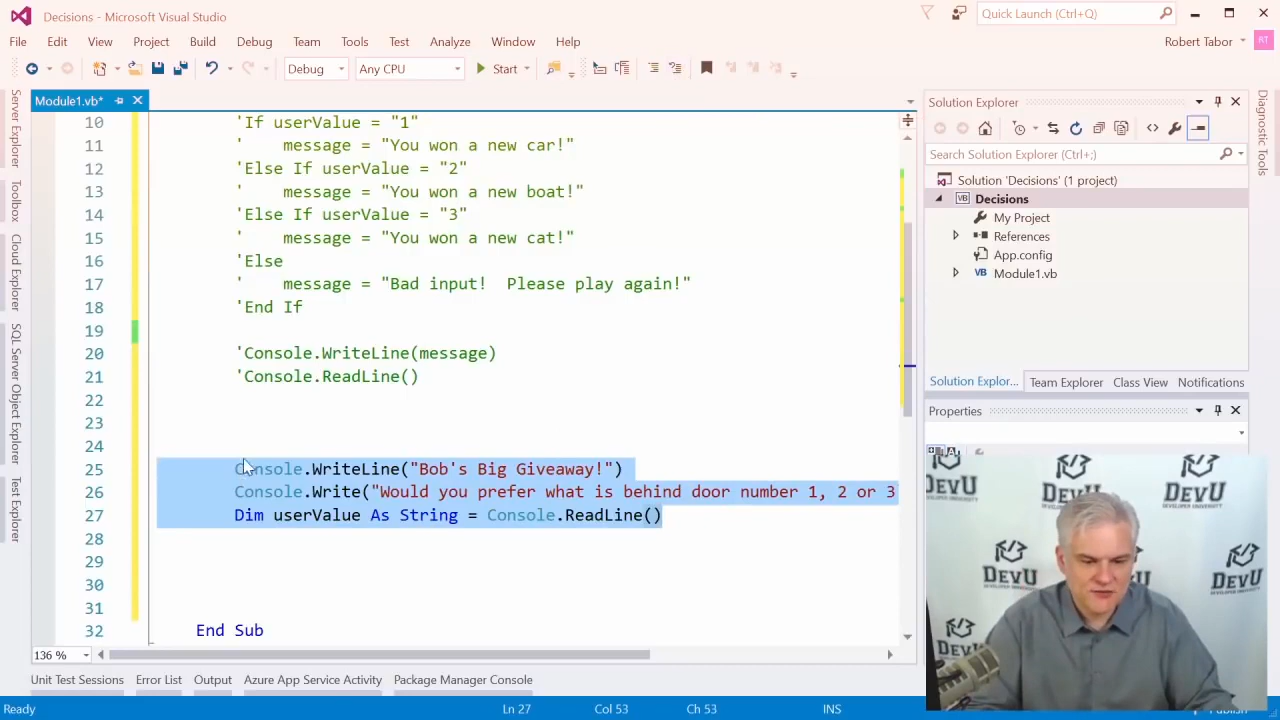 Decisions - Microsoft Visual Studio
Quick Launch (Ctrl+Q)
File Edit View Project Build Debug Team Tools Test Analyze Window Help
Robert Tabor RT
Debug Any CPU Start
Module1.vb*
10 'If userValue = "1"
11 '    message = "You won a new car!"
12 'Else If userValue = "2"
13 '    message = "You won a new boat!"
14 'Else If userValue = "3"
15 '    message = "You won a new cat!"
16 'Else
17 '    message = "Bad input!  Please play again!"
18 'End If
19
20 'Console.WriteLine(message)
21 'Console.ReadLine()
22
23
24
25 Console.WriteLine("Bob's Big Giveaway!")
26 Console.Write("Would you prefer what is behind door number 1, 2 or 3
27 Dim userValue As String = Console.ReadLine()
28
29
30
31
32 End Sub
136 %
Server Explorer
Toolbox
Cloud Explorer
SQL Server Object Explorer
Test Explorer
Solution Explorer
Search Solution Explorer (Ctrl+;)
Solution 'Decisions' (1 project)
VB Decisions
My Project
References
App.config
VB Module1.vb
Solution Explor... Team Explorer Class View Notifications
Properties
Diagnostic Tools
DEVU
DEVELOPER UNIVERSITY
DEVU
DEVU
DEVU
Unit Test Sessions Error List Output Azure App Service Activity Package Manager Console
Ready Ln 27 Col 53 Ch 53 INS Publish